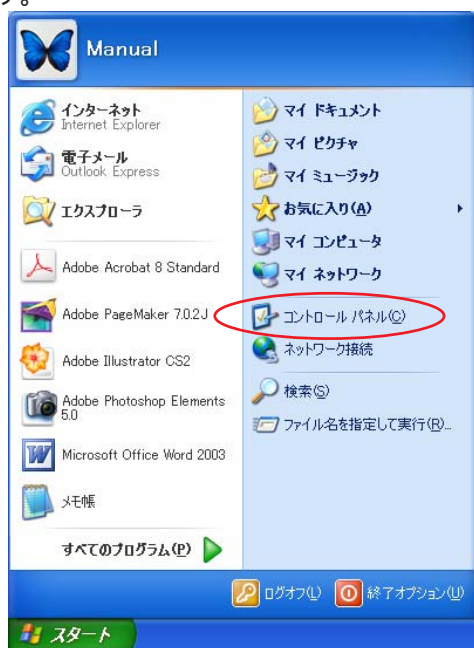 す。
Manual
インターネット
Internet Explorer
電子メール
Outlook Express
エクスプローラ
Adobe Acrobat 8 Standard
Adobe PageMaker 7.0.2J
Adobe Illustrator CS2
Adobe Photoshop Elements
5.0
Microsoft Office Word 2003
メモ帳
すべてのプログラム(P)
マイ ドキュメント
マイ ピクチャ
マイ ミュージック
お気に入り(A)
マイ コンピュータ
マイ ネットワーク
コントロール パネル(C)
ネットワーク接続
検索(S)
ファイル名を指定して実行(R)...
ログオフ(L)
終了オプション(U)
スタート